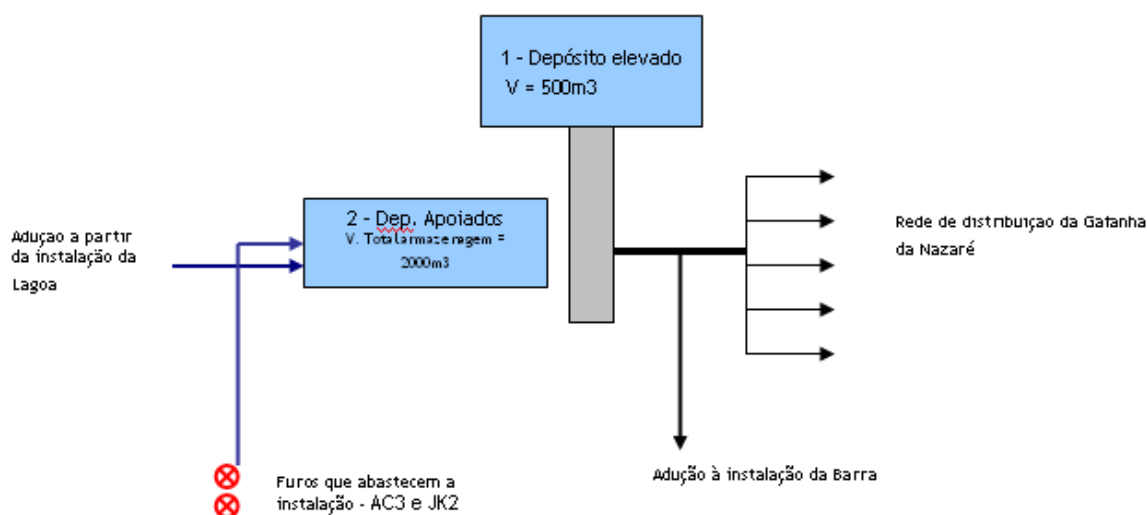 1 - Depósito elevado
V = 500m3
2 - Dep. Apoiados
V. Total armazenagem =
2000m3
Adução a partir
da instalação da
Lagoa
Rede de distribuiçao da Gafanha
da Nazaré
Adução à instalação da Barra
Furos que abastecem a
instalação - AC3 e JK2